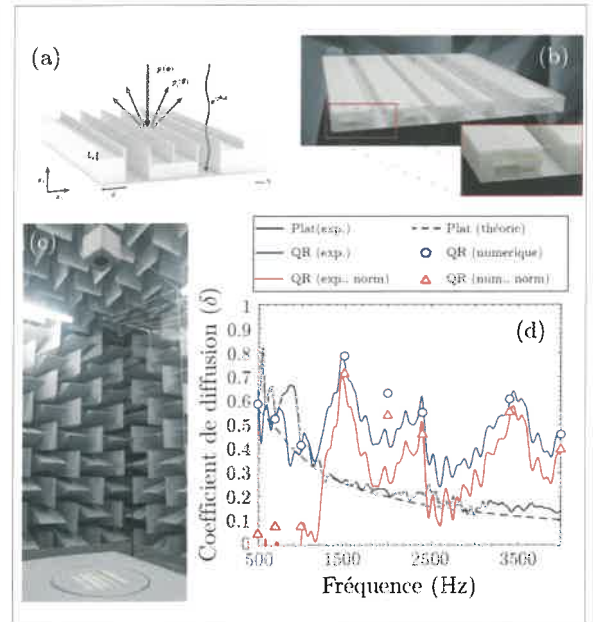 (a)
(b)
(c)
Plat(exp.)
Plat (théorie)
QR (exp.)
QR (numerique)
QR (exp., norm)
QR (num., norm)
Coefficient de diffusion (δ)
1
0.9
0.8
0.7
0.6
0.5
0.4
0.3
0.2
0.1
0
(d)
500
1500
2500
3500
Fréquence (Hz)